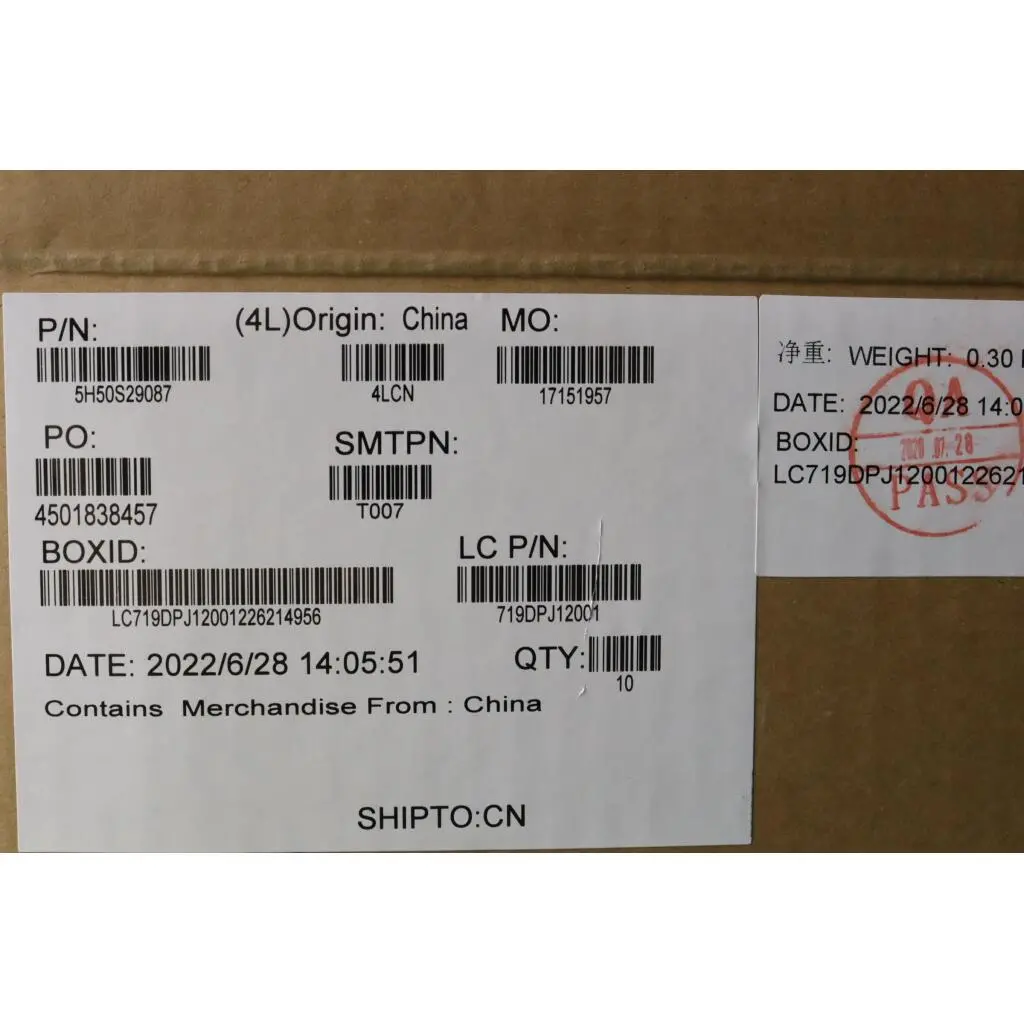 P/N:
(4L)Origin: China
MO:
5H50S29087
4LCN
17151957
PO:
SMTPN:
4501838457
T007
BOXID:
LC P/N:
LC719DPJ12001226214956
719DPJ12001
DATE: 2022/6/28 14:05:51
QTY:
10
Contains Merchandise From : China
SHIPTO:CN
净重: WEIGHT: 0.30
DATE: 2022/6/28 14:0
BOXID:
LC719DPJ1200122621
QA
PASS